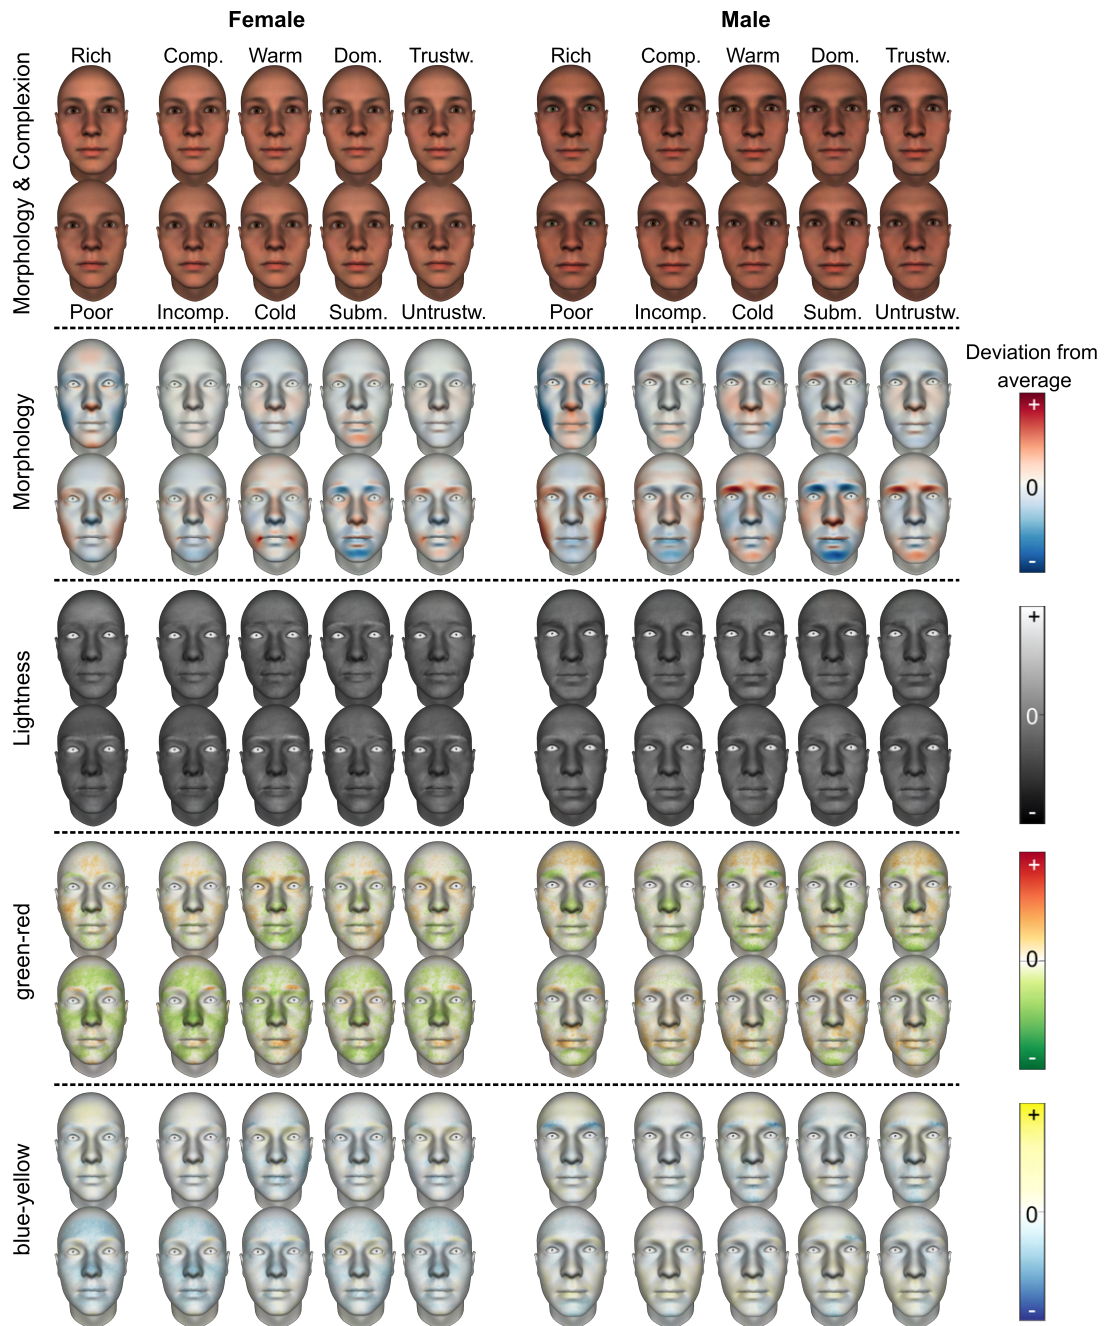 Female
Male
Rich
Comp.
Warm
Dom.
Trustw.
Rich
Comp.
Warm
Dom.
Trustw.
Morphology & Complexion
Poor
Incomp.
Cold
Subm.
Untrustw.
Poor
Incomp.
Cold
Subm.
Untrustw.
Morphology
Deviation from
average
+
0
-
Lightness
+
0
-
green-red
+
0
-
blue-yellow
+
0
-